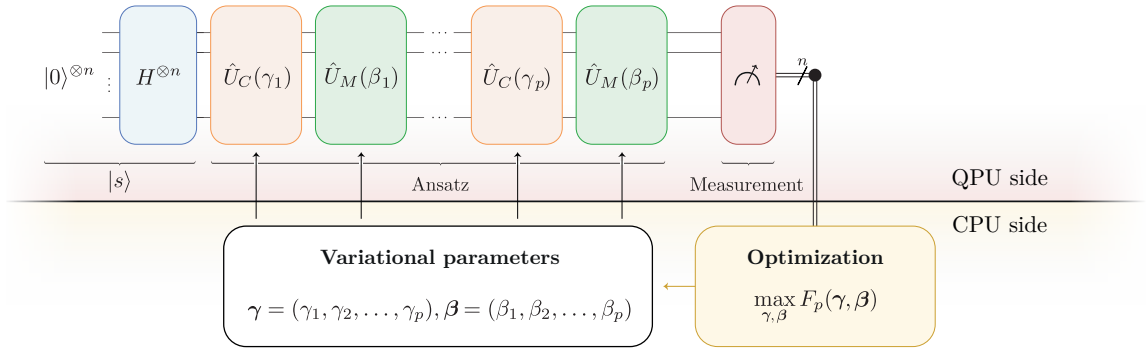 |0⟩^{⊗n} ⋮ H^{⊗n} Û_C(γ_1) Û_M(β_1) ··· ··· ··· Û_C(γ_p) Û_M(β_p) n
|s⟩ Ansatz Measurement QPU side
CPU side
Variational parameters
γ = (γ_1, γ_2, . . . , γ_p), β = (β_1, β_2, . . . , β_p)
Optimization
max F_p(γ, β)
γ,β